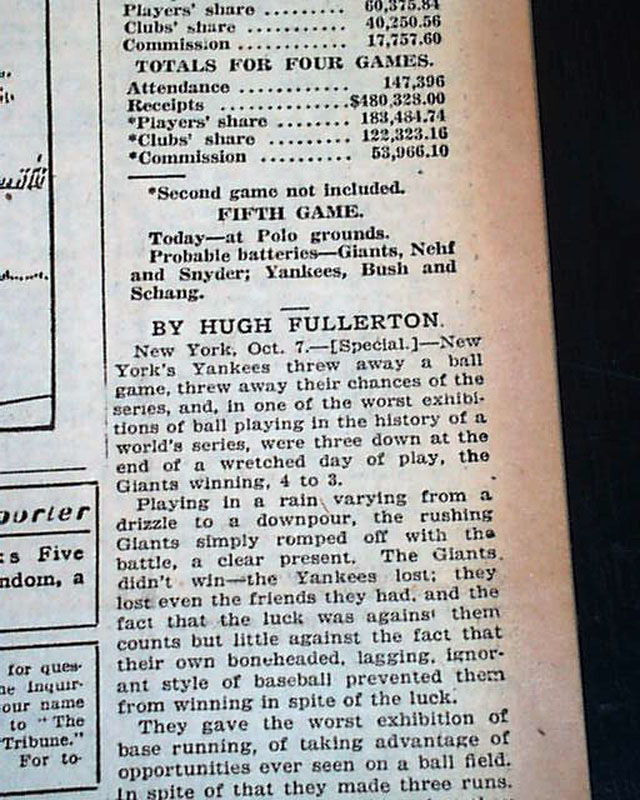 Players' share ......... 60,375.84
Clubs' share ........... 40,250.56
Commission ............ 17,757.60
TOTALS FOR FOUR GAMES.
Attendance ............ 147,396
Receipts ..............$480,328.00
*Players' share ........ 183,484.74
*Clubs' share ......... 122,323.16
*Commission .......... 53,966.10
*Second game not included.
FIFTH GAME.
Today—at Polo grounds.
Probable batteries—Giants, Nehf
and Snyder; Yankees, Bush and
Schang.
BY HUGH FULLERTON.
New York, Oct. 7.—[Special.]—New
York's Yankees threw away a ball
game, threw away their chances of the
series, and, in one of the worst exhibi-
tions of ball playing in the history of a
world's series, were three down at the
end of a wretched day of play, the
Giants winning, 4 to 3.
Playing in a rain varying from a
drizzle to a downpour, the rushing
Giants simply romped off with the
battle, a clear present. The Giants
didn't win—the Yankees lost; they
lost even the friends they had, and the
fact that the luck was against them
counts but little against the fact that
their own boneheaded, lagging, ignor-
ant style of baseball prevented them
from winning in spite of the luck.
They gave the worst exhibition of
base running, of taking advantage of
opportunities ever seen on a ball field.
In spite of that they made three runs.
Five
a
for ques-
name
to "The
Tribune."
For to-